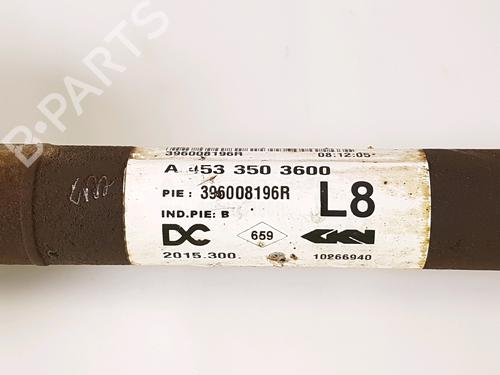 B-PARTS
396008196R 08:12:05
A 453 350 3600
PIE: 396008196R
L8
IND.PIE: B
DC
659
GKN
2015.300.
10266940